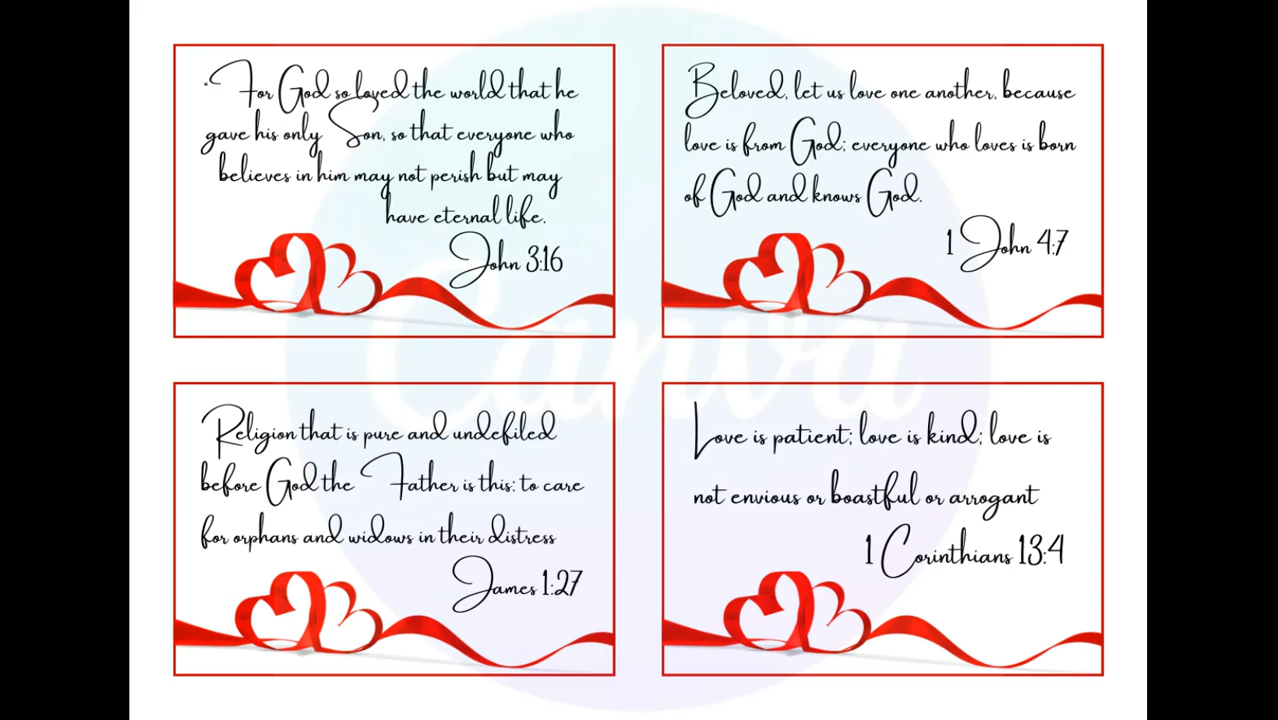 "For God so loved the world that he
gave his only Son, so that everyone who
believes in him may not perish but may
have eternal life.
John 3:16
Beloved, let us love one another, because
love is from God; everyone who loves is born
of God and knows God.
1 John 4:7
Religion that is pure and undefiled
before God the Father is this: to care
for orphans and widows in their distress
James 1:27
Love is patient; love is kind; love is
not envious or boastful or arrogant
1 Corinthians 13:4
Canva